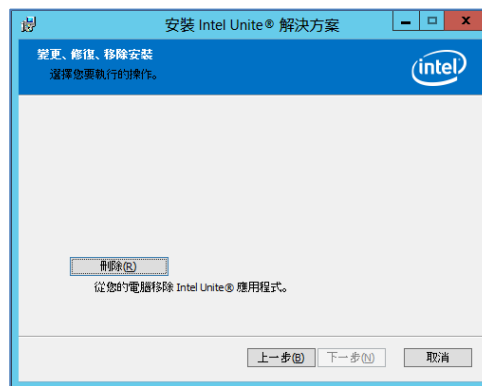 安裝 Intel Unite® 解決方案
變更、修復、移除安裝
選擇您要執行的操作。
intel
刪除(R)
從您的電腦移除 Intel Unite® 應用程式。
上一步(B) 下一步(N) 取消